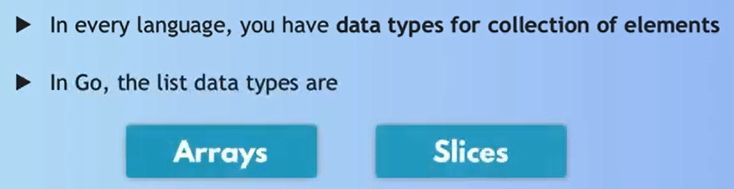 ▶ In every language, you have data types for collection of elements
▶ In Go, the list data types are
Arrays Slices